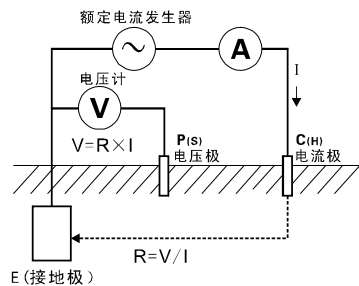 额定电流发生器
A
I
电压计
V
V=R×I
P(S)
电压极
C(H)
电流极
R=V/I
E(接地极)